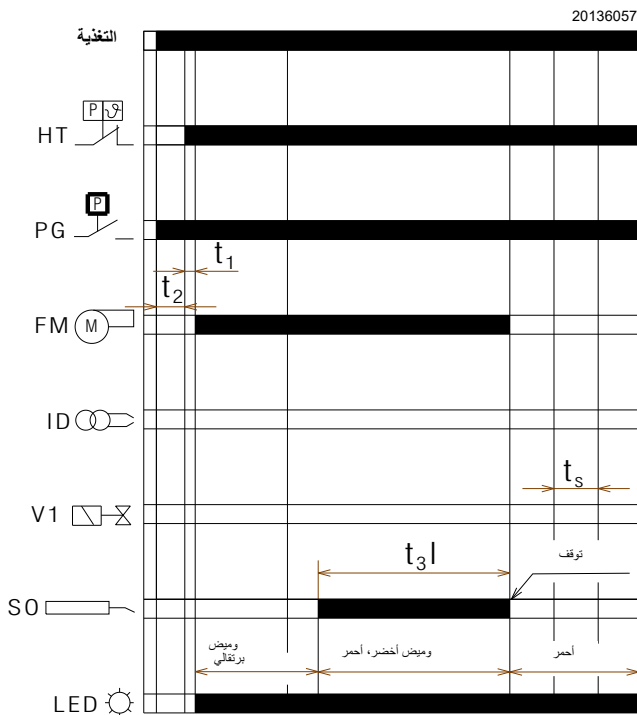 20136057
التغذية
P ϑ
HT
P
PG
t1
t2
FM M
ID
ts
V1
t3l
توقف
SO
وميض
برتقالي
وميض أخضر، أحمر
أحمر
LED